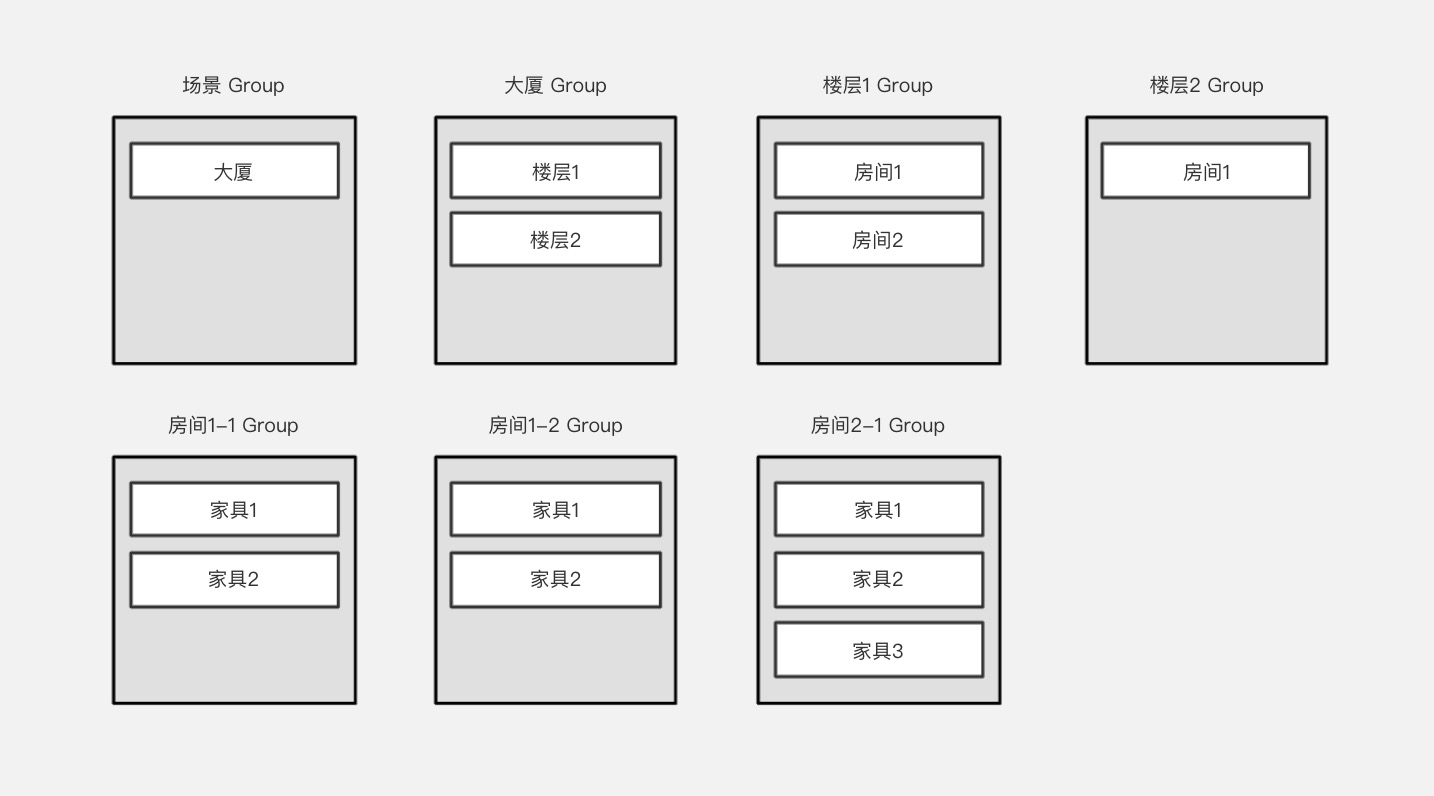 场景 Group
大厦
大厦 Group
楼层1
楼层2
楼层1 Group
房间1
房间2
楼层2 Group
房间1
房间1-1 Group
家具1
家具2
房间1-2 Group
家具1
家具2
房间2-1 Group
家具1
家具2
家具3